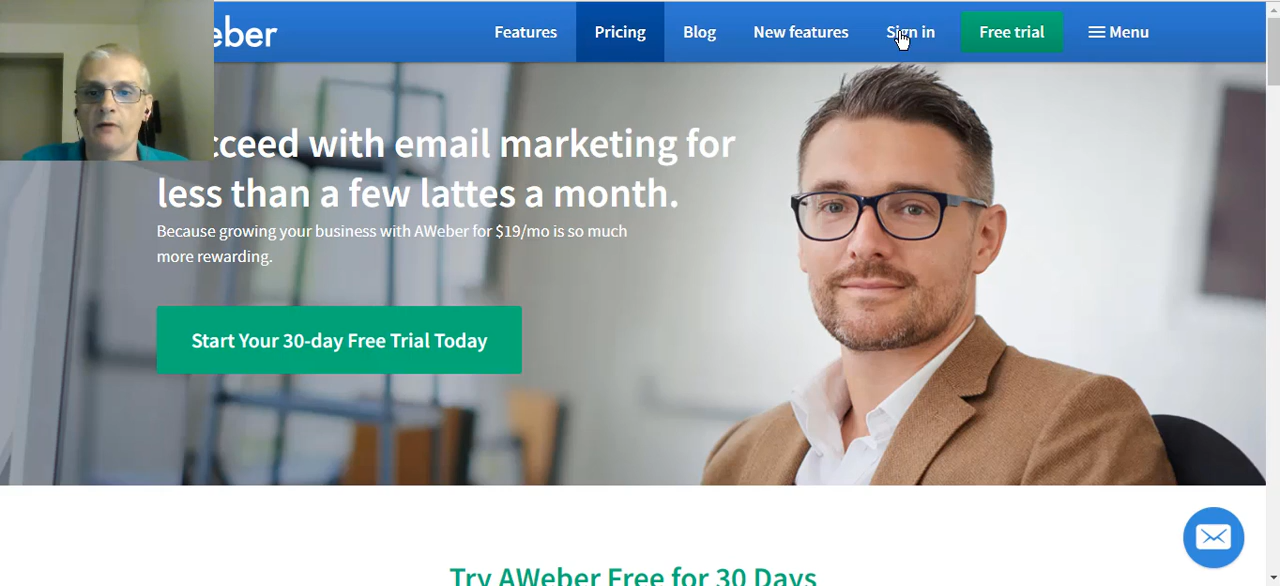 eber
Features
Pricing
Blog
New features
Sign in
Free trial
Menu
ceed with email marketing for
less than a few lattes a month.
Because growing your business with AWeber for $19/mo is so much
more rewarding.
Start Your 30-day Free Trial Today
Try AWeber Free for 30 Days